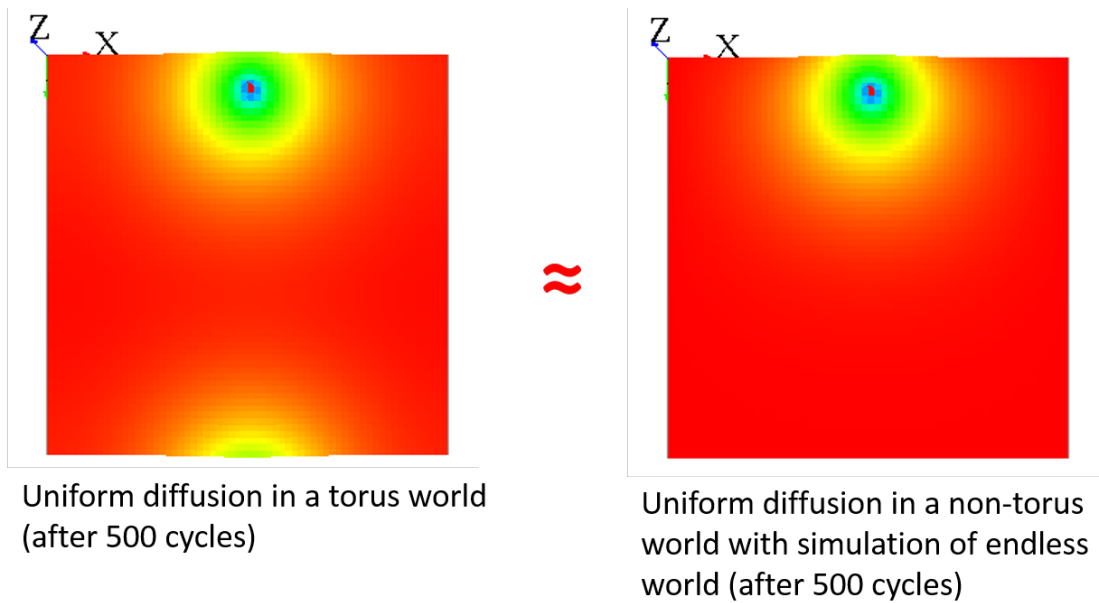 Z
X
Z
X
≈
Uniform diffusion in a torus world
(after 500 cycles)
Uniform diffusion in a non-torus
world with simulation of endless
world (after 500 cycles)